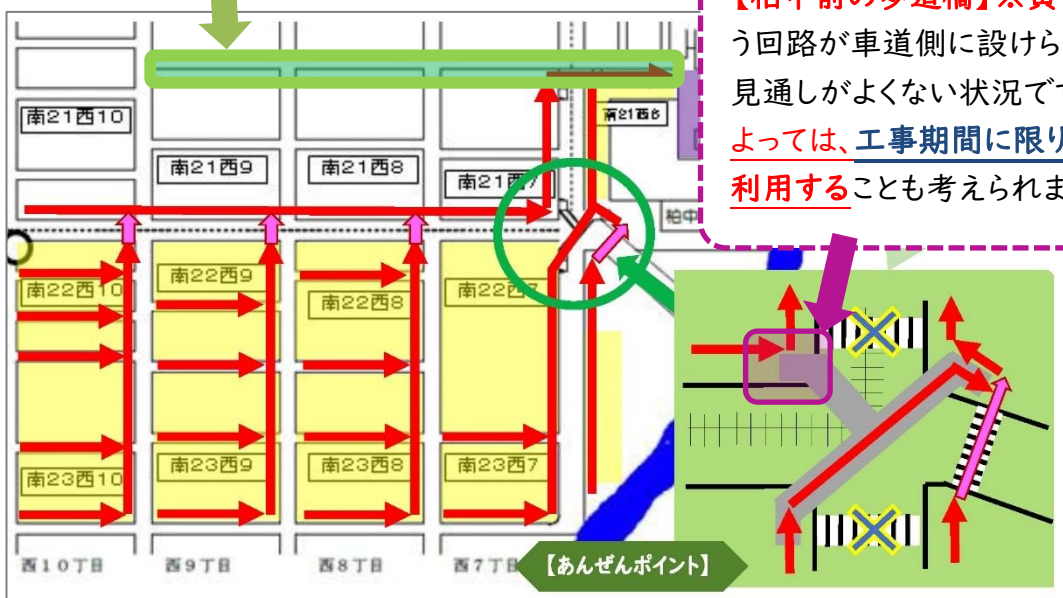 う回路が車道側に設けら
見通しがよくない状況です
よっては、工事期間に限り
利用することも考えられま
南21西10
南21西9
南21西8
南21西7
南21西6
柏中
南22西10
南22西9
南22西8
南22西7
南23西10
南23西9
南23西8
南23西7
西10丁目
西9丁目
西8丁目
西7丁目
【あんぜんポイント】